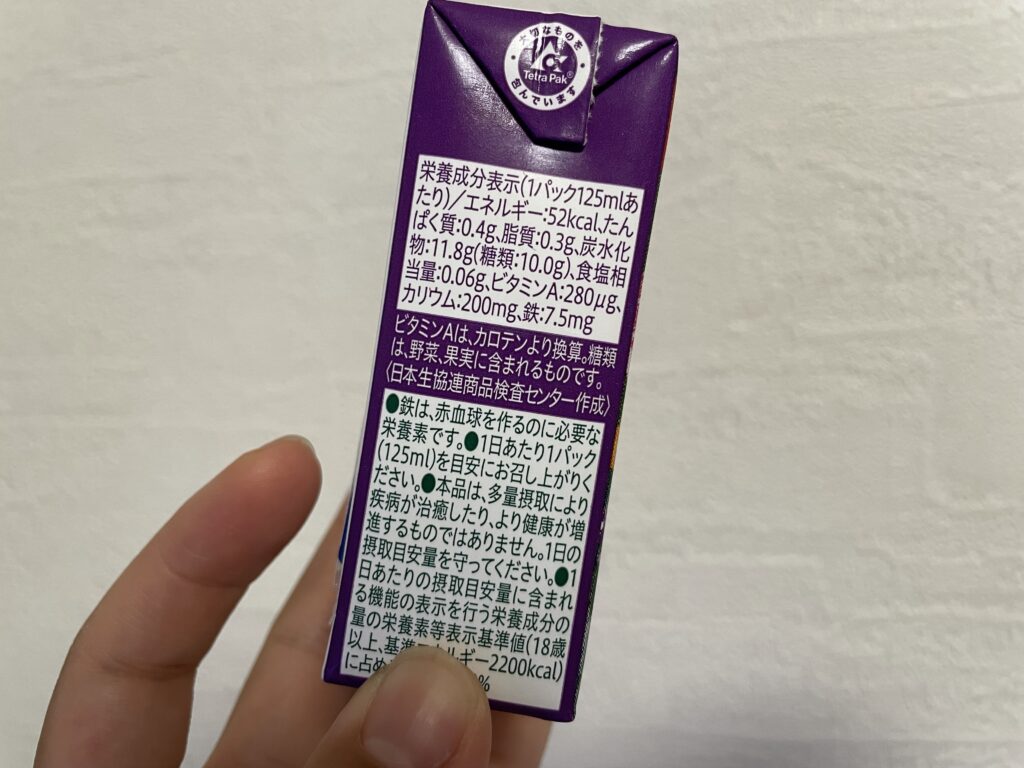 大切なものを
Tetra Pak®
包んでいます
栄養成分表示(1パック125mlあ
たり)/エネルギー:52kcal、たん
ぱく質:0.4g、脂質:0.3g、炭水化
物:11.8g(糖類:10.0g)、食塩相
当量:0.06g、ビタミンA:280μg、
カリウム:200mg、鉄:7.5mg
ビタミンAは、カロテンより換算。糖類
は、野菜、果実に含まれるものです。
〈日本生協連商品検査センター作成〉
●鉄は、赤血球を作るのに必要な
栄養素です。●1日あたり1パック
(125ml)を目安にお召し上がりく
ださい。●本品は、多量摂取により
疾病が治癒したり、より健康が増
進するものではありません。1日の
摂取目安量を守ってください。●1
日あたりの摂取目安量に含まれ
る機能の表示を行う栄養成分の
量の栄養素等表示基準値(18歳
以上、基準エネルギー2200kcal)
に占め %